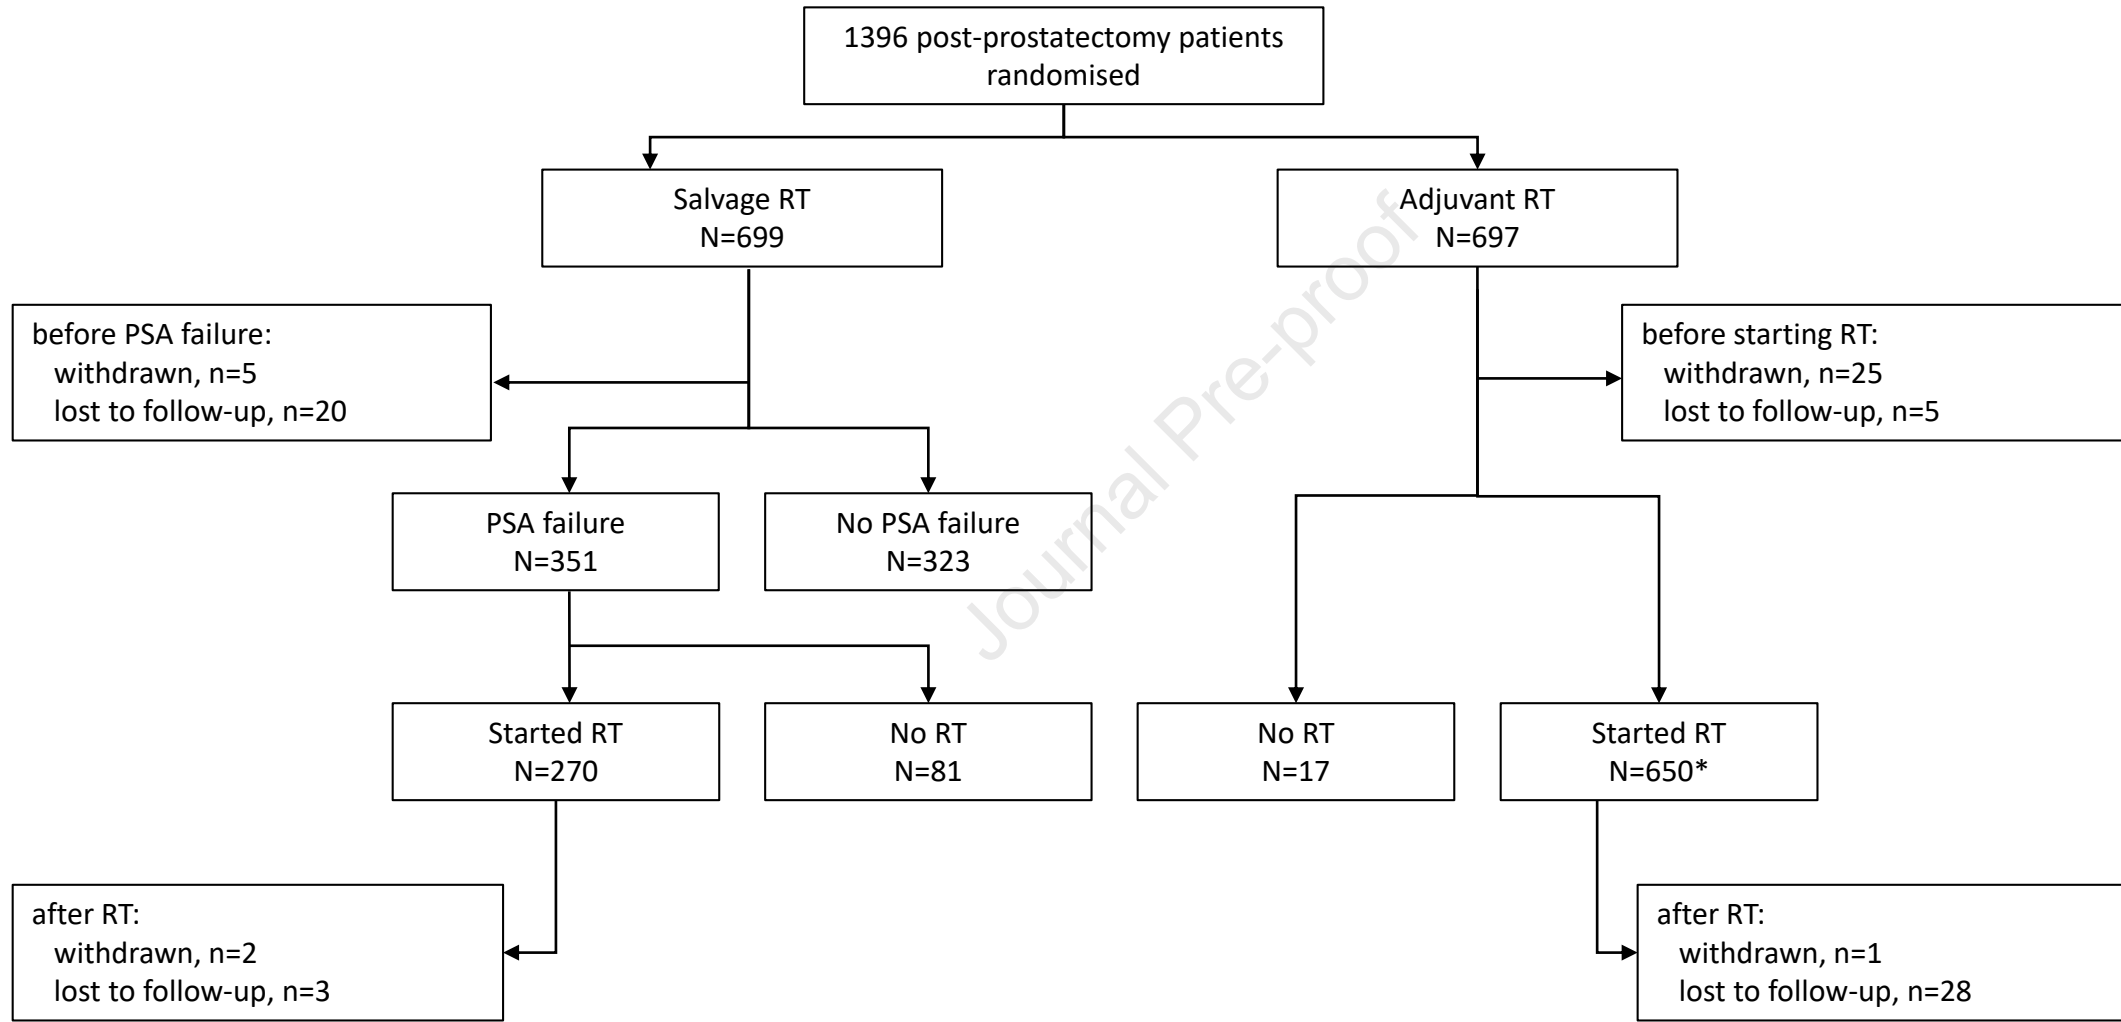 1396 post-prostatectomy patients
randomised
Salvage RT
N=699
Adjuvant RT
N=697
before PSA failure:
withdrawn, n=5
lost to follow-up, n=20
before starting RT:
withdrawn, n=25
lost to follow-up, n=5
PSA failure
N=351
No PSA failure
N=323
Started RT
N=270
No RT
N=81
No RT
N=17
Started RT
N=650*
after RT:
withdrawn, n=2
lost to follow-up, n=3
after RT:
withdrawn, n=1
lost to follow-up, n=28
Journal Pre-proof